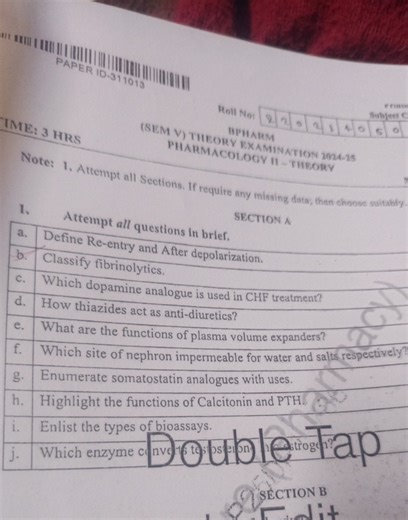 PAPER ID-311013
Roll No:
Subject C
BPHARM
TIME: 3 HRS
(SEM V) THEORY EXAMINATION 2024-25
PHARMACOLOGY II – THEORY
Note: 1. Attempt all Sections. If require any missing data; then choose suitably.
SECTION A
1. Attempt all questions in brief.
a. Define Re-entry and After depolarization.
b. Classify fibrinolytics.
c. Which dopamine analogue is used in CHF treatment?
d. How thiazides act as anti-diuretics?
e. What are the functions of plasma volume expanders?
f. Which site of nephron impermeable for water and salts respectively?
g. Enumerate somatostatin analogues with uses.
h. Highlight the functions of Calcitonin and PTH.
i. Enlist the types of bioassays.
j. Which enzyme converts testosterone estrogen?
Double Tap
SECTION B